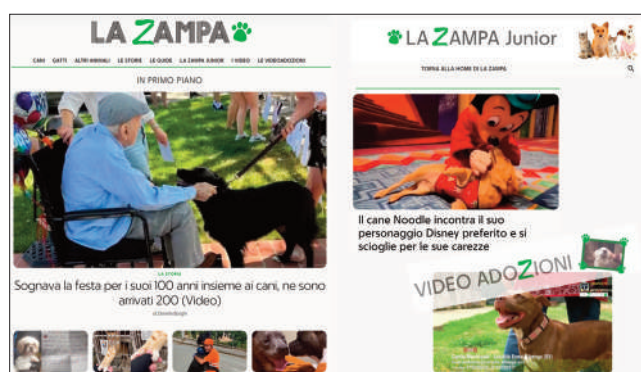 LA ZAMPA
CANI GATTI ALTRI ANIMALI LE STORIE LE GUIDE LA ZAMPA JUNIOR I VIDEO LE VIDEOADOZIONI
IN PRIMO PIANO
LA STORIA
Sognava la festa per i suoi 100 anni insieme ai cani, ne sono
arrivati 200 (Video)
LA ZAMPA Junior
TORNA ALLA HOME DI LA ZAMPA
Il cane Noodle incontra il suo
personaggio Disney preferito e si
scioglie per le sue carezze
VIDEO ADOZIONI